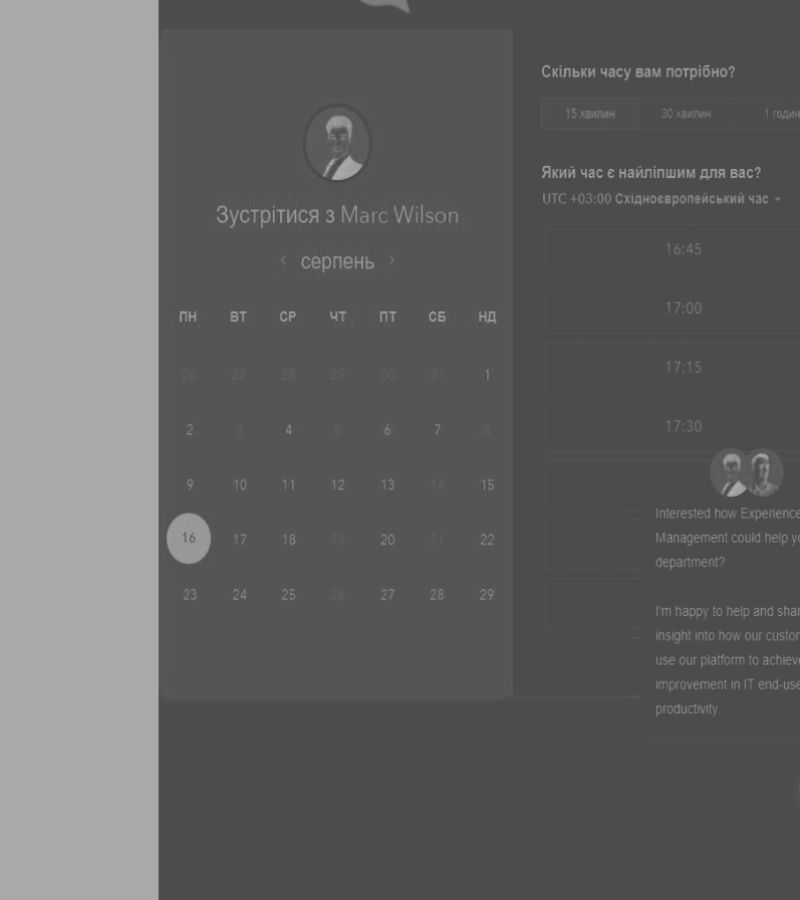 Зустрітися з Marc Wilson
‹ серпень ›
ПН ВТ СР ЧТ ПТ СБ НД
26 27 28 29 30 31 1
2 3 4 5 6 7 8
9 10 11 12 13 14 15
16 17 18 19 20 21 22
23 24 25 26 27 28 29
Скільки часу вам потрібно?
15 хвилин 30 хвилин 1 годин
Який час є найліпшим для вас?
UTC +03:00 Східноєвропейський час
16:45
17:00
17:15
17:30
Interested how Experience
Management could help yo
department?
I'm happy to help and shar
insight into how our custom
use our platform to achieve
improvement in IT end-use
productivity.